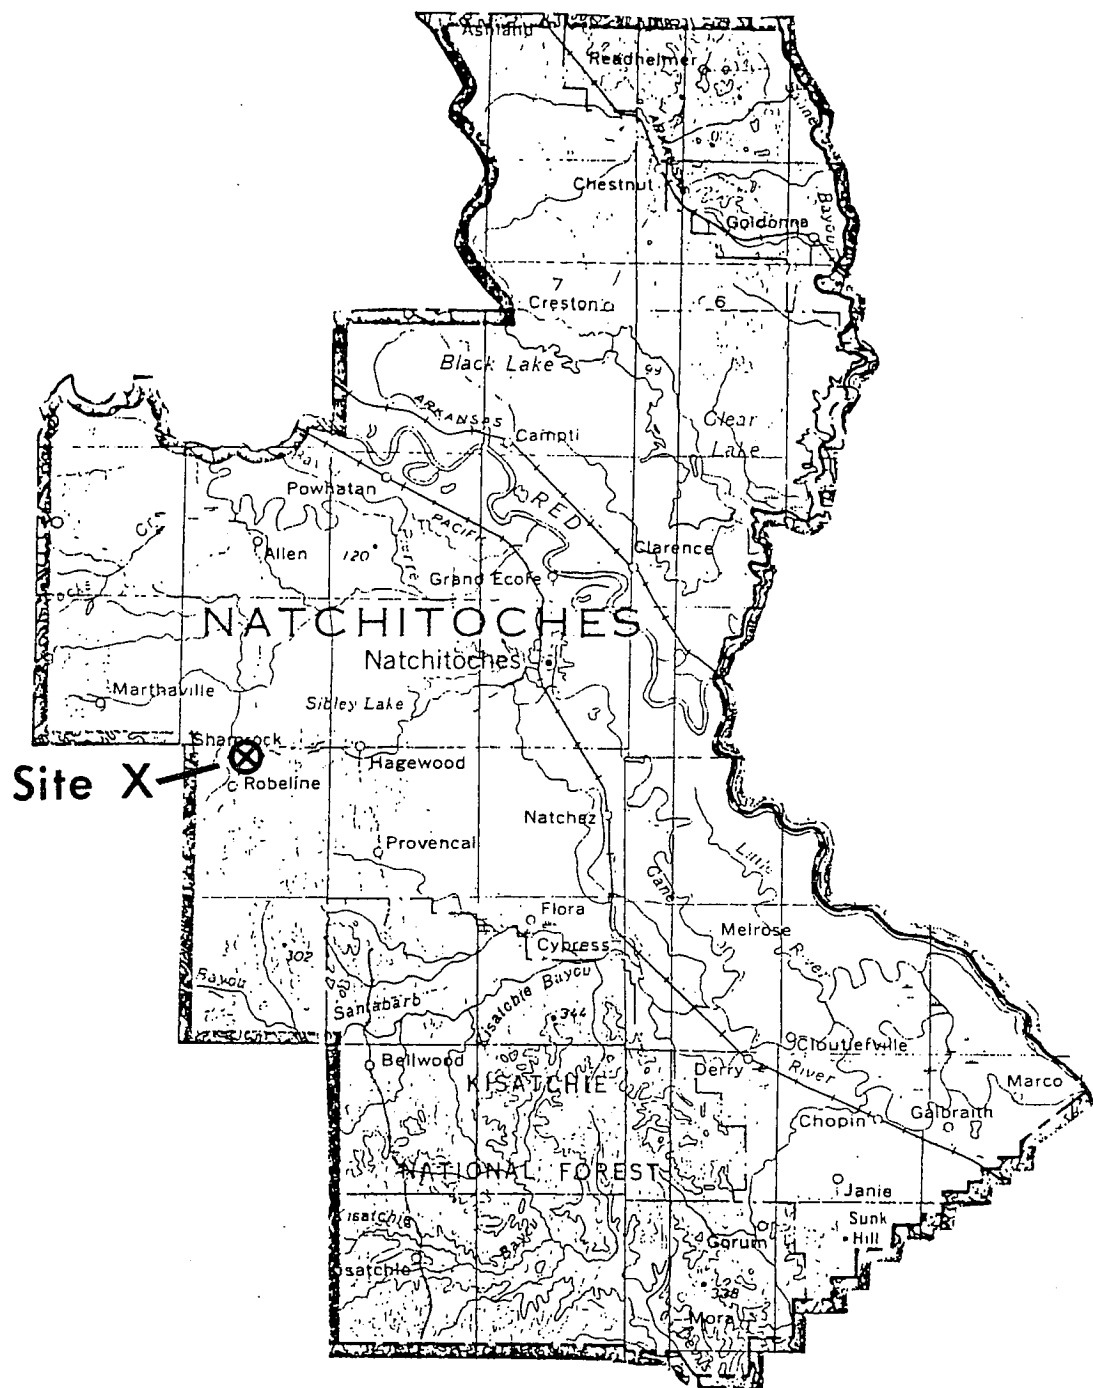 Ashland
Readheimer
ARKANSAS
Saline
Chestnut
Bayou
Goldonna
7
Creston
6
Black Lake
99
ARKANSAS
Clear
Lake
Campti
Powhatan
RED
PACIFIC
Clarence
Allen
120
Grand Ecore
NATCHITOCHES
Natchitoches
Marthaville
Sibley Lake
Shamrock
Hagewood
Site X
Robeline
Natchez
Provencal
Little
Cane
Flora
Melrose
Cypress
302
River
Bayou
Santabarb
Kisatchie Bayou
344
Cloutierville
Bellwood
Derry
River
KISATCHIE
Marco
Galbraith
Chopin
NATIONAL FOREST
Janie
Kisatchie
Sunk
Hill
Bayou
Gorum
338
Mora